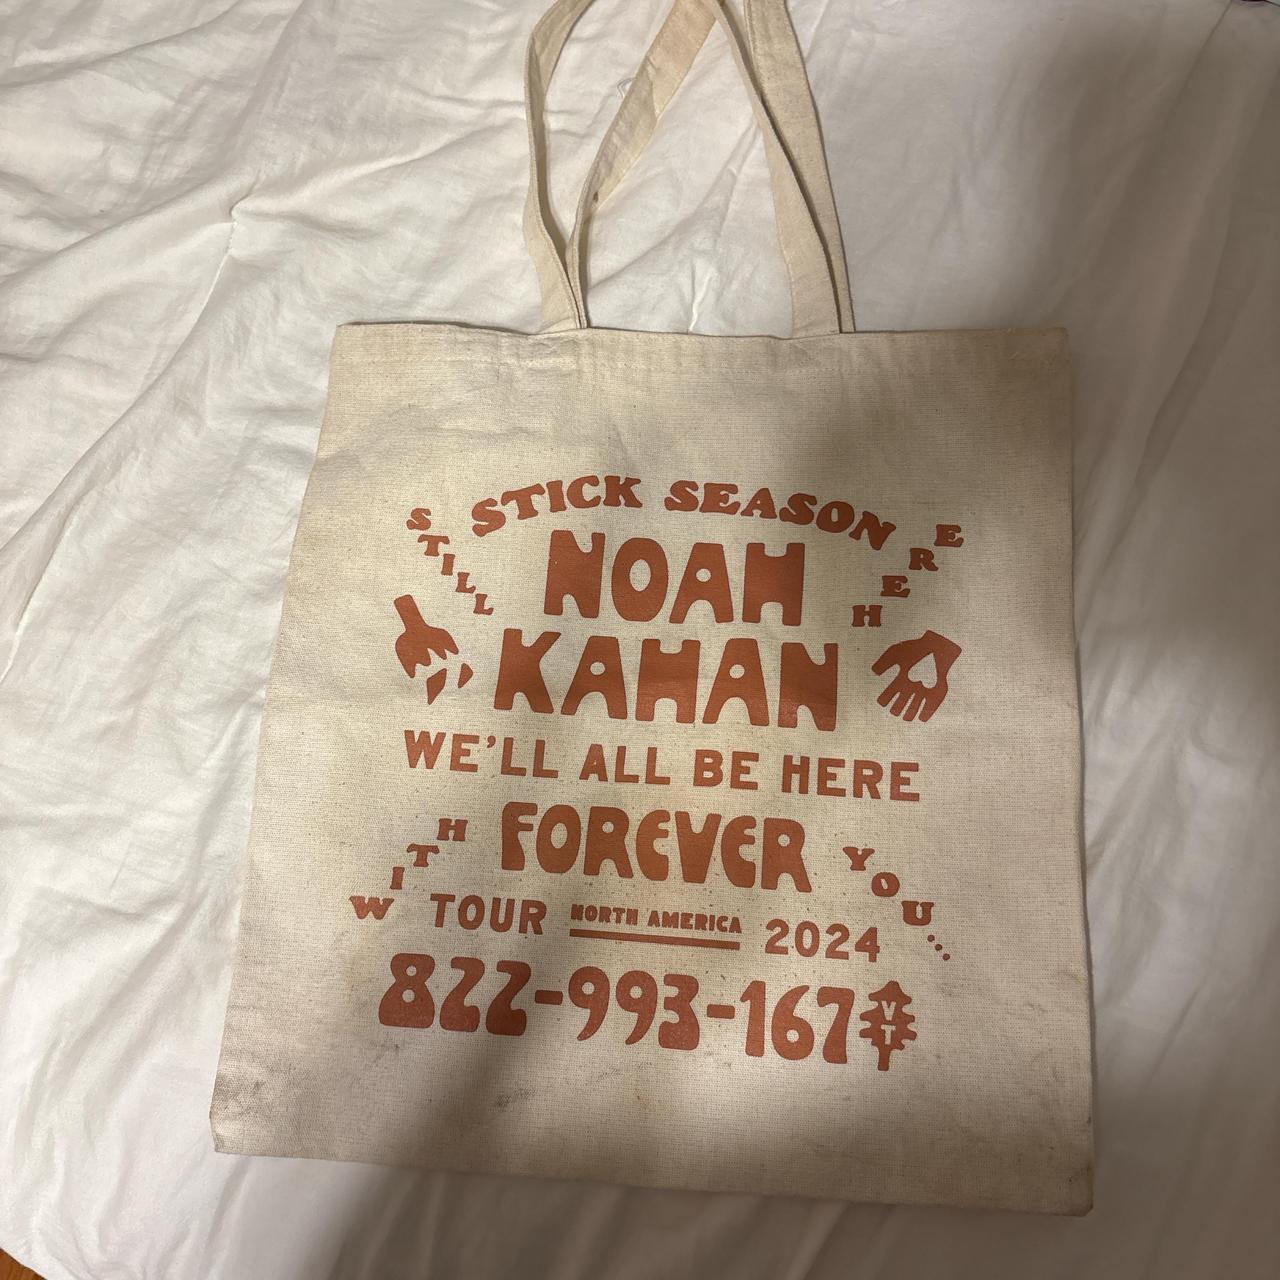 STICK SEASON
STILL
HERE
NOAH
KAHAN
WE'LL ALL BE HERE
FOREVER
WITH
YOU...
TOUR NORTH AMERICA 2024
822-993-167
VT